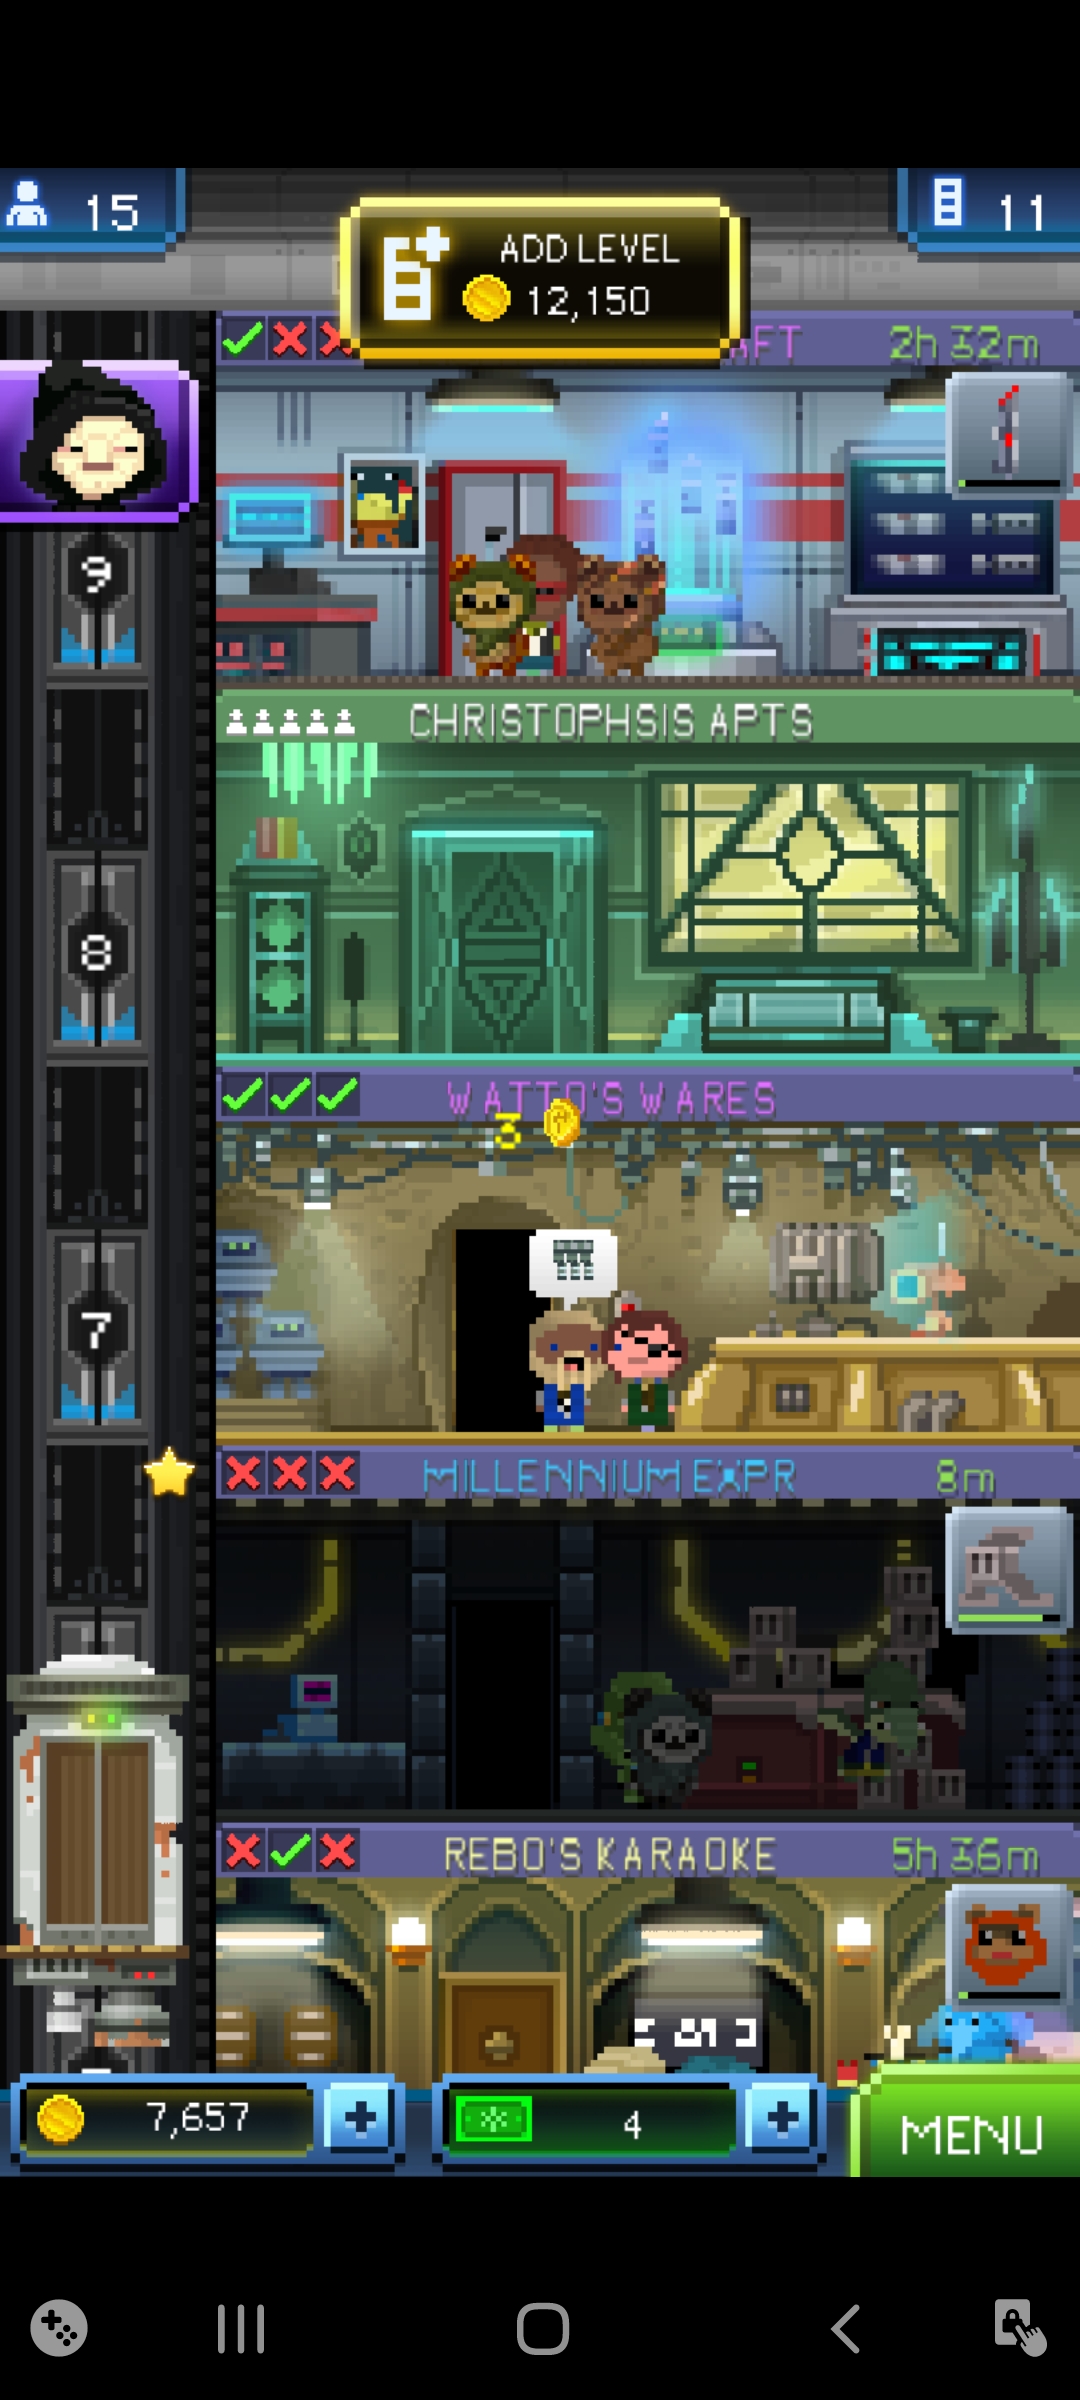 15
11
ADD LEVEL
12,150
AFT 2h 32m
9
CHRISTOPHSIS APTS
8
WATTO'S WARES
3
7
MILLENNIUM EXPR 8m
REBO'S KARAOKE 5h 36m
7,657
4
MENU